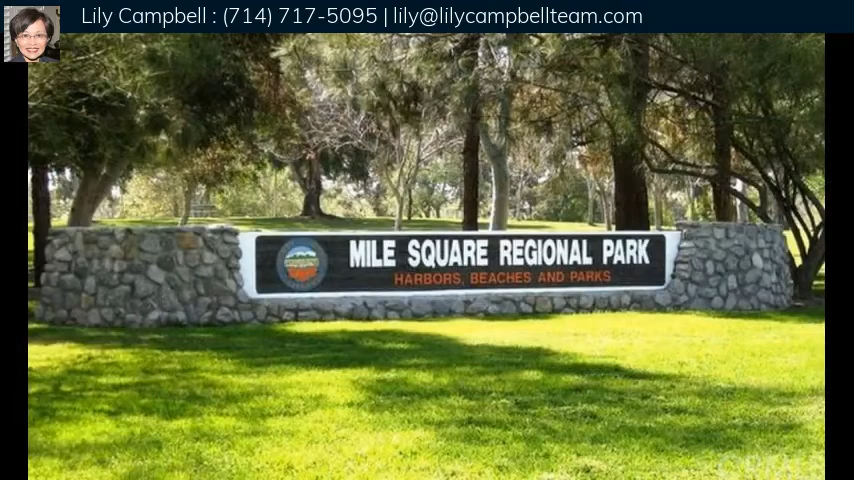 Lily Campbell : (714) 717-5095 | lily@lilycampbellteam.com
MILE SQUARE REGIONAL PARK
HARBORS, BEACHES AND PARKS